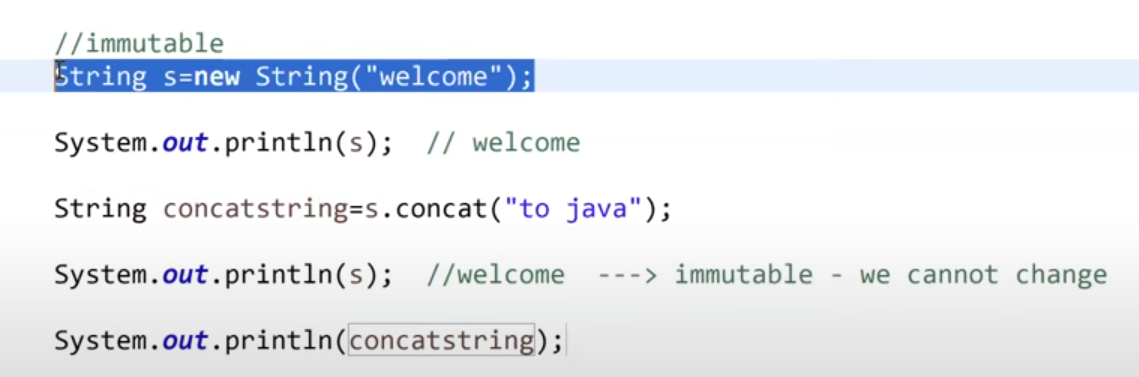 //immutable
String s=new String("welcome");
System.out.println(s);  // welcome
String concatstring=s.concat("to java");
System.out.println(s);  //welcome  ---> immutable - we cannot change
System.out.println(concatstring);